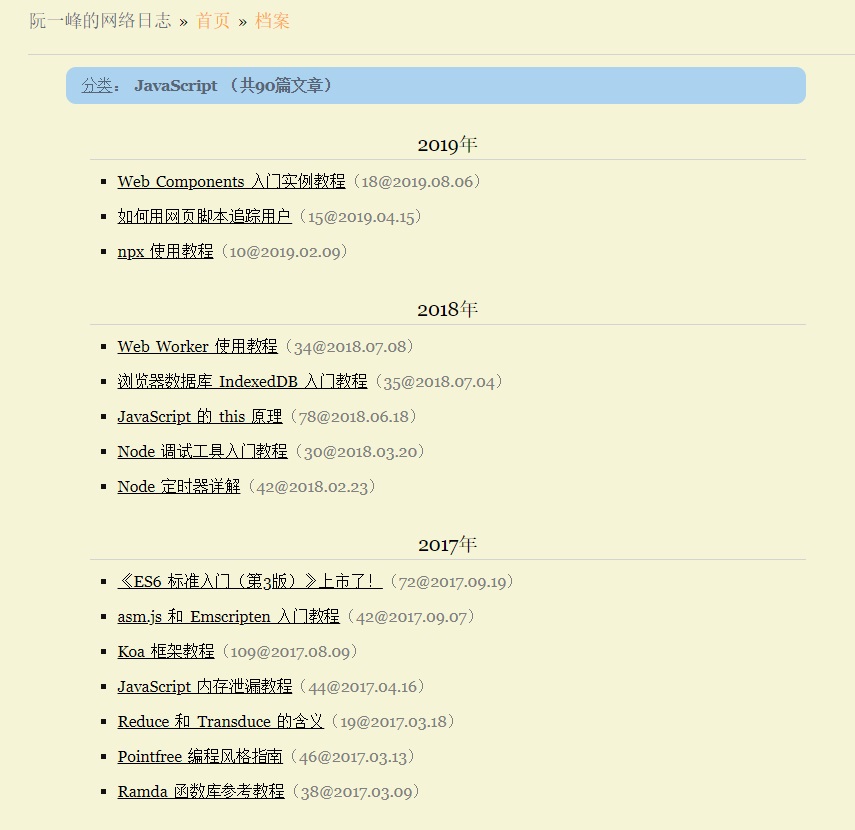 阮一峰的网络日志 » 首页 » 档案
分类： JavaScript （共90篇文章）
2019年
Web Components 入门实例教程（18@2019.08.06）
如何用网页脚本追踪用户（15@2019.04.15）
npx 使用教程（10@2019.02.09）
2018年
Web Worker 使用教程（34@2018.07.08）
浏览器数据库 IndexedDB 入门教程（35@2018.07.04）
JavaScript 的 this 原理（78@2018.06.18）
Node 调试工具入门教程（30@2018.03.20）
Node 定时器详解（42@2018.02.23）
2017年
《ES6 标准入门（第3版）》上市了！（72@2017.09.19）
asm.js 和 Emscripten 入门教程（42@2017.09.07）
Koa 框架教程（109@2017.08.09）
JavaScript 内存泄漏教程（44@2017.04.16）
Reduce 和 Transduce 的含义（19@2017.03.18）
Pointfree 编程风格指南（46@2017.03.13）
Ramda 函数库参考教程（38@2017.03.09）